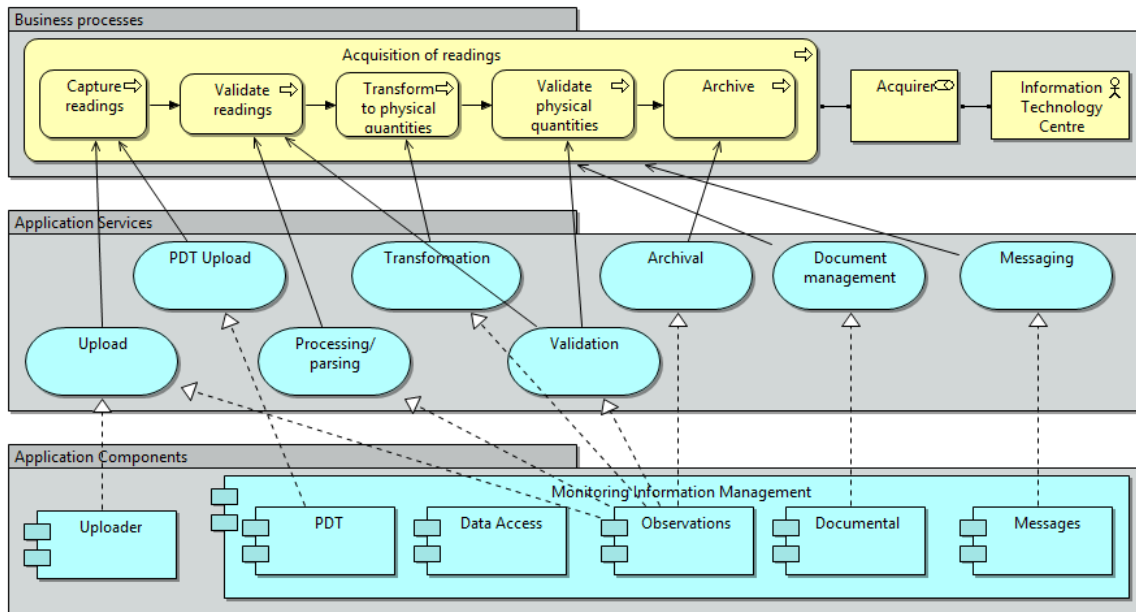 Business processes
Acquisition of readings
Capture
readings
Validate
readings
Transform
to physical
quantities
Validate
physical
quantities
Archive
Acquirer
Information
Technology
Centre
Application Services
PDT Upload
Transformation
Archival
Document
management
Messaging
Upload
Processing/
parsing
Validation
Application Components
Monitoring Information Management
Uploader
PDT
Data Access
Observations
Documental
Messages